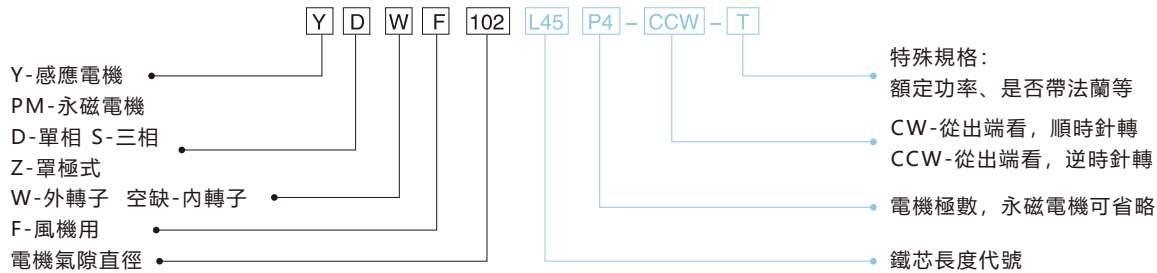 Y D W F 102 L45 P4 - CCW - T
Y-感應電機
PM-永磁電機
D-單相 S-三相
Z-罩極式
W-外轉子 空缺-內轉子
F-風機用
電機氣隙直徑
特殊規格:
額定功率、是否帶法蘭等
CW-從出端看，順時針轉
CCW-從出端看，逆時針轉
電機極數，永磁電機可省略
鐵芯長度代號